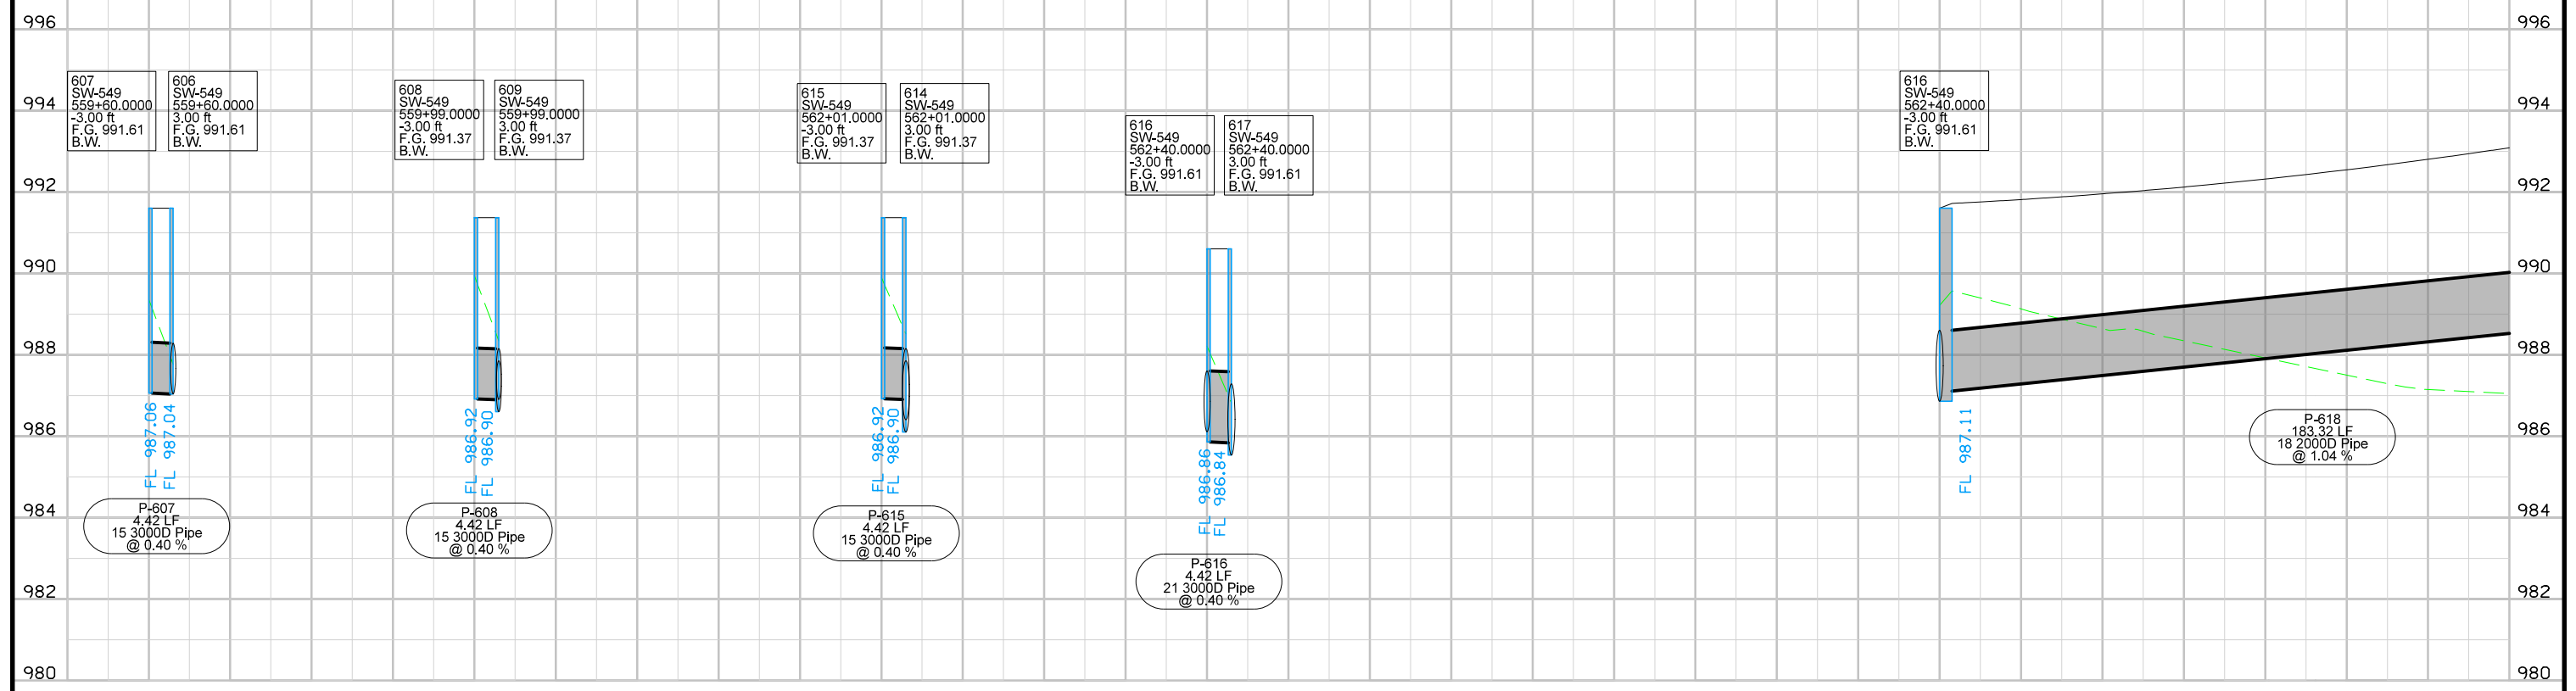 996
996
994
994
992
992
990
990
988
988
986
986
984
984
982
982
980
980
607
SW-549
559+60.0000
-3.00 ft
F.G. 991.61
B.W.
606
SW-549
559+60.0000
3.00 ft
F.G. 991.61
B.W.
608
SW-549
559+99.0000
-3.00 ft
F.G. 991.37
B.W.
609
SW-549
559+99.0000
3.00 ft
F.G. 991.37
B.W.
615
SW-549
562+01.0000
-3.00 ft
F.G. 991.37
B.W.
614
SW-549
562+01.0000
3.00 ft
F.G. 991.37
B.W.
616
SW-549
562+40.0000
-3.00 ft
F.G. 991.61
B.W.
617
SW-549
562+40.0000
3.00 ft
F.G. 991.61
B.W.
616
SW-549
562+40.0000
-3.00 ft
F.G. 991.61
B.W.
FL 987.06
FL 987.04
FL 986.92
FL 986.90
FL 986.92
FL 986.90
FL 986.86
FL 986.84
FL 987.11
P-607
4.42 LF
15 3000D Pipe
@ 0.40 %
P-608
4.42 LF
15 3000D Pipe
@ 0.40 %
P-615
4.42 LF
15 3000D Pipe
@ 0.40 %
P-616
4.42 LF
21 3000D Pipe
@ 0.40 %
P-618
183.32 LF
18 2000D Pipe
@ 1.04 %